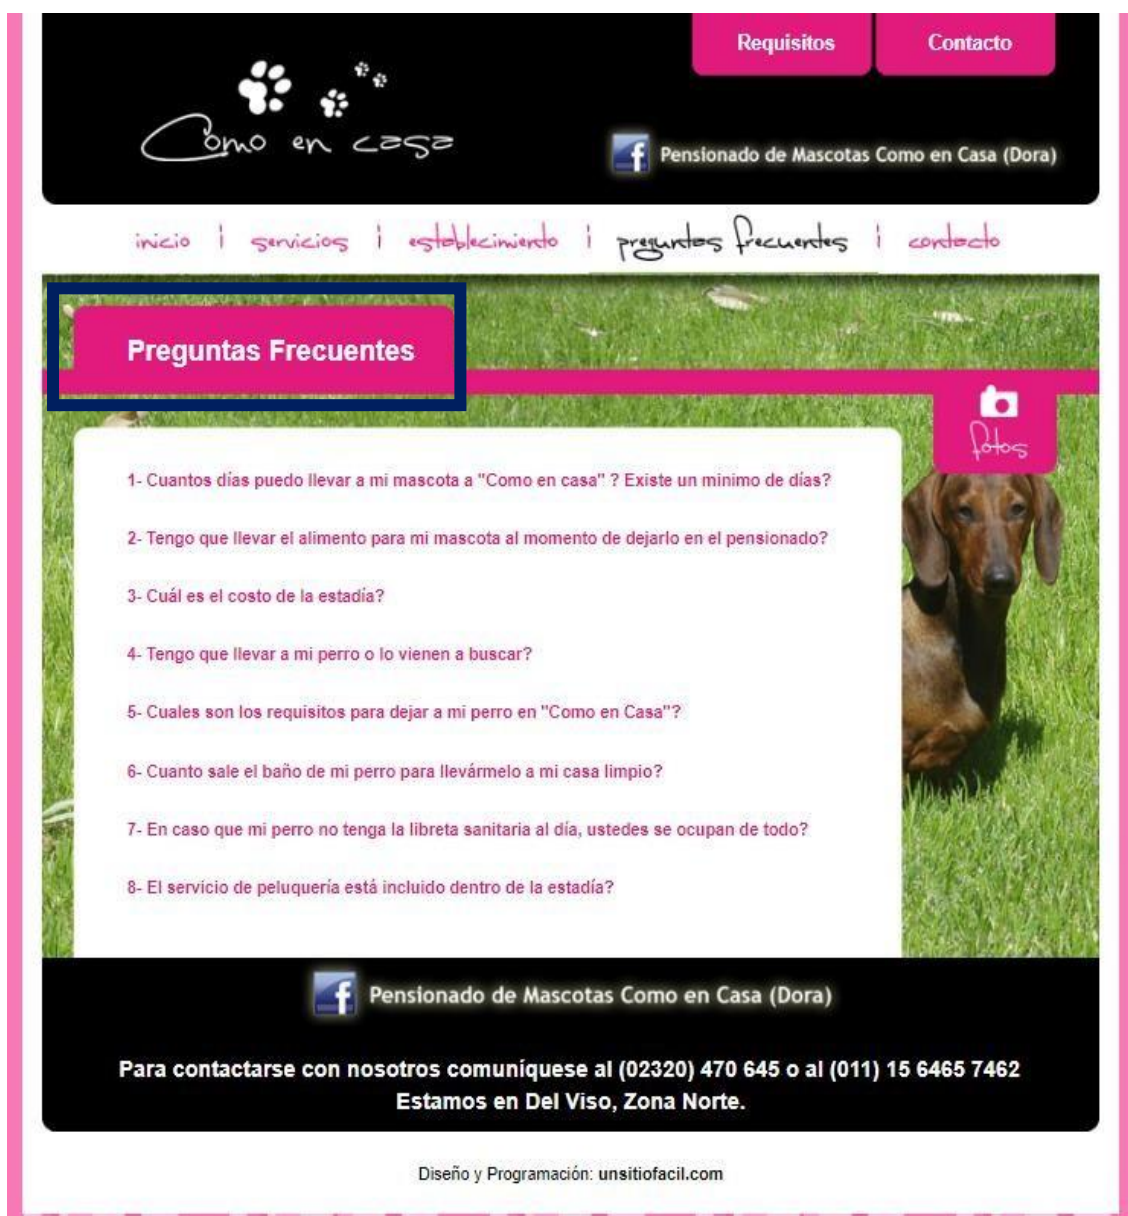 Requisitos
Contacto
Como en casa
Pensionado de Mascotas Como en Casa (Dora)
inicio
servicios
establecimiento
preguntas frecuentes
contacto
Preguntas Frecuentes
fotos
1- Cuantos días puedo llevar a mi mascota a "Como en casa" ? Existe un minimo de días?
2- Tengo que llevar el alimento para mi mascota al momento de dejarlo en el pensionado?
3- Cuál es el costo de la estadía?
4- Tengo que llevar a mi perro o lo vienen a buscar?
5- Cuales son los requisitos para dejar a mi perro en "Como en Casa"?
6- Cuanto sale el baño de mi perro para llevármelo a mi casa limpio?
7- En caso que mi perro no tenga la libreta sanitaria al día, ustedes se ocupan de todo?
8- El servicio de peluquería está incluido dentro de la estadía?
Pensionado de Mascotas Como en Casa (Dora)
Para contactarse con nosotros comuníquese al (02320) 470 645 o al (011) 15 6465 7462
Estamos en Del Viso, Zona Norte.
Diseño y Programación: unsitiofacil.com